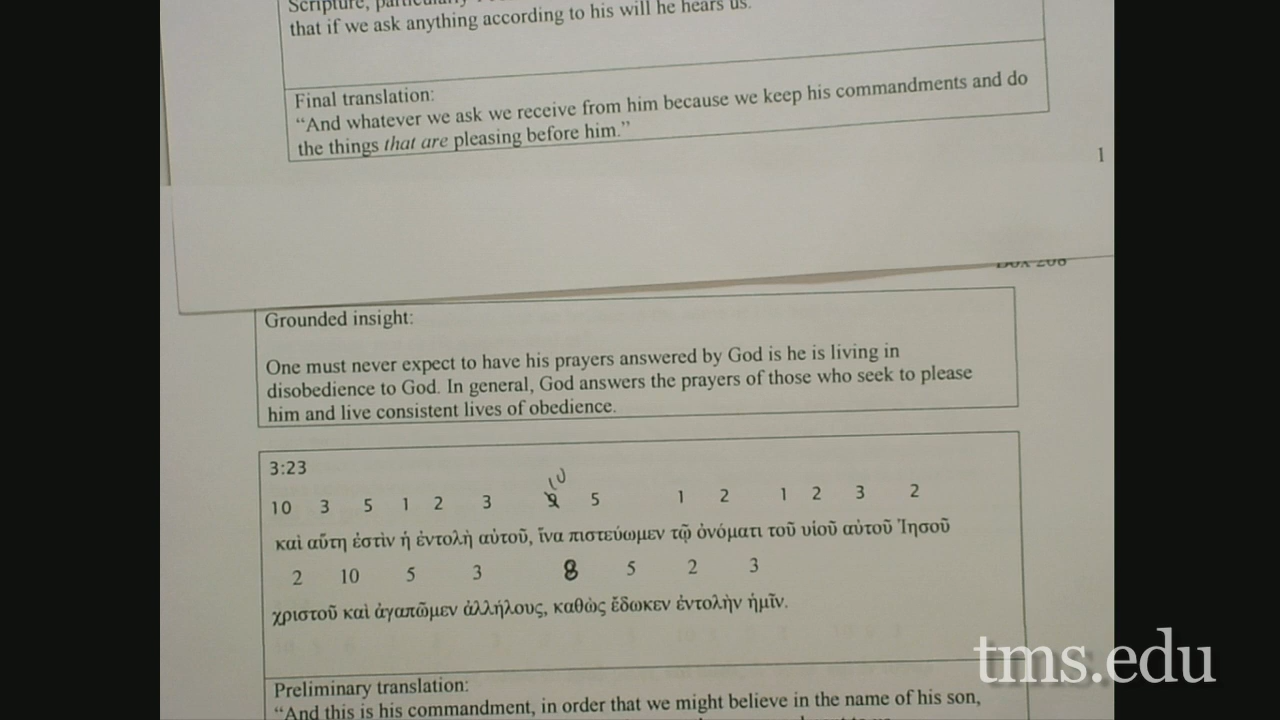 Scripture, particularly
that if we ask anything according to his will he hears us.
Final translation:
“And whatever we ask we receive from him because we keep his commandments and do
the things that are pleasing before him.”
1
Box 206
Grounded insight:
One must never expect to have his prayers answered by God is he is living in
disobedience to God. In general, God answers the prayers of those who seek to please
him and live consistent lives of obedience.
3:23
10
10 3 5 1 2 3 9 5 1 2 1 2 3 2
καὶ αὕτη ἐστὶν ἡ ἐντολὴ αὐτοῦ, ἵνα πιστεύωμεν τῷ ὀνόματι τοῦ υἱοῦ αὐτοῦ Ἰησοῦ
2 10 5 3 8 5 2 3
χριστοῦ καὶ ἀγαπῶμεν ἀλλήλους, καθὼς ἔδωκεν ἐντολὴν ἡμῖν.
Preliminary translation:
“And this is his commandment, in order that we might believe in the name of his son,
tms.edu